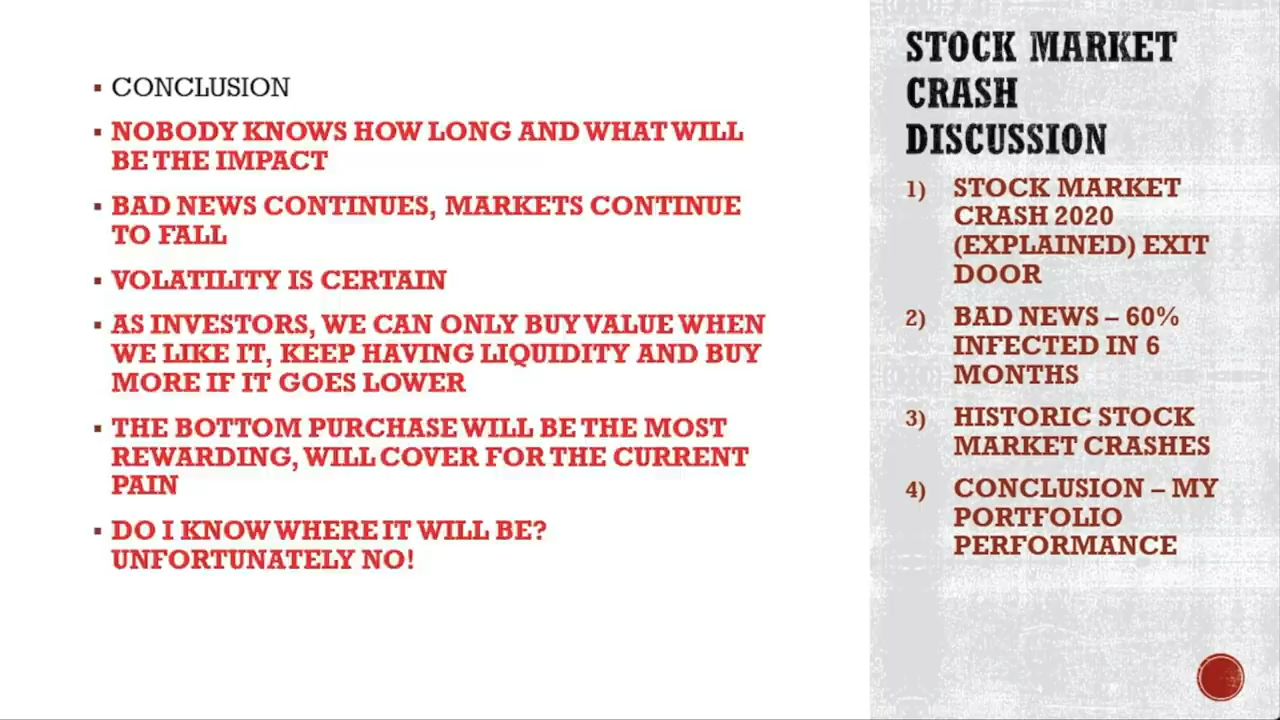 CONCLUSION
NOBODY KNOWS HOW LONG AND WHAT WILL
BE THE IMPACT
BAD NEWS CONTINUES, MARKETS CONTINUE
TO FALL
VOLATILITY IS CERTAIN
AS INVESTORS, WE CAN ONLY BUY VALUE WHEN
WE LIKE IT, KEEP HAVING LIQUIDITY AND BUY
MORE IF IT GOES LOWER
THE BOTTOM PURCHASE WILL BE THE MOST
REWARDING, WILL COVER FOR THE CURRENT
PAIN
DO I KNOW WHERE IT WILL BE?
UNFORTUNATELY NO!
STOCK MARKET
CRASH
DISCUSSION
1) STOCK MARKET
CRASH 2020
(EXPLAINED) EXIT
DOOR
2) BAD NEWS – 60%
INFECTED IN 6
MONTHS
3) HISTORIC STOCK
MARKET CRASHES
4) CONCLUSION – MY
PORTFOLIO
PERFORMANCE